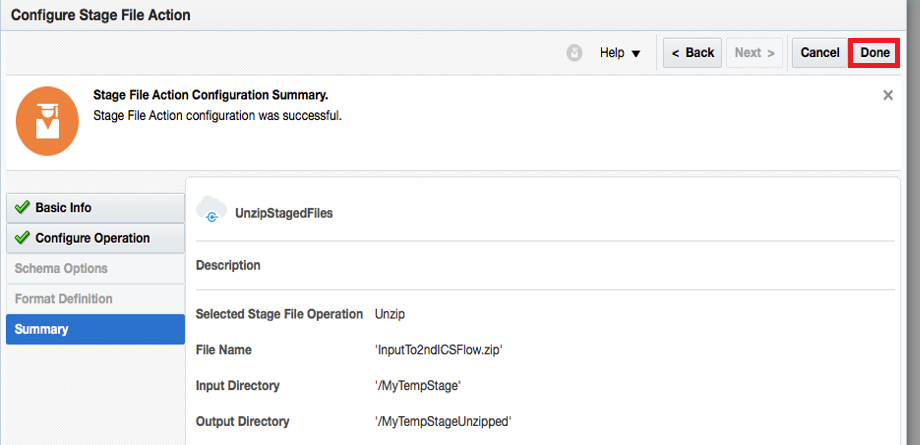 Configure Stage File Action
Help
< Back
Next >
Cancel
Done
Stage File Action Configuration Summary.
Stage File Action configuration was successful.
Basic Info
Configure Operation
Schema Options
Format Definition
Summary
UnzipStagedFiles
Description
Selected Stage File Operation Unzip
File Name 'InputTo2ndICSFlow.zip'
Input Directory '/MyTempStage'
Output Directory '/MyTempStageUnzipped'